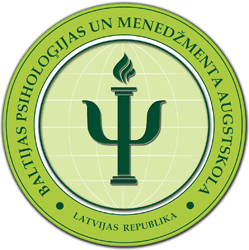 BALTIJAS PSIHOLOĢIJAS UN MENEDŽMENTA AUGSTSKOLA
LATVIJAS REPUBLIKA